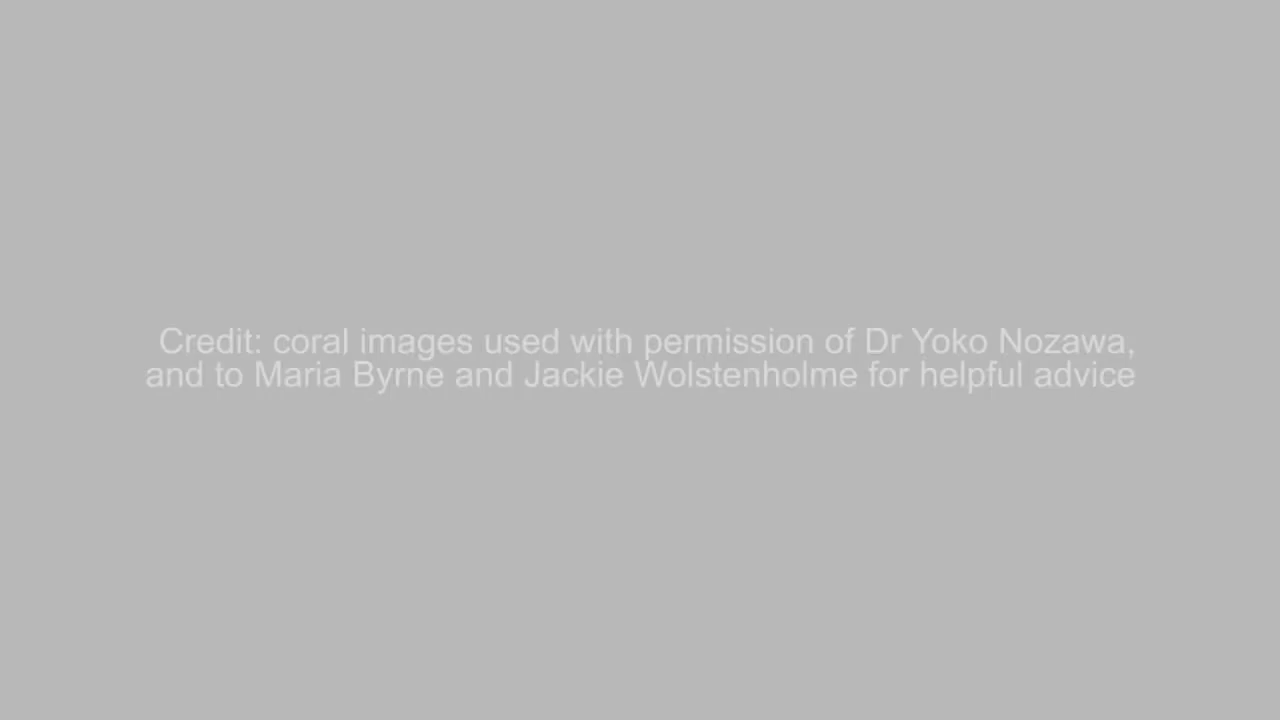 Credit: coral images used with permission of Dr Yoko Nozawa,
and to Maria Byrne and Jackie Wolstenholme for helpful advice